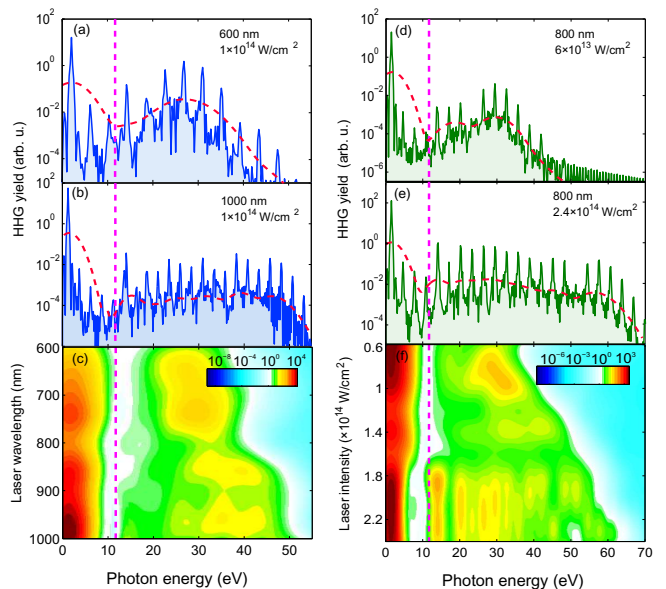 (a)
600 nm
1×10¹⁴ W/cm ²
10²
10⁰
10⁻²
10⁻⁴
10²
HHG yield (arb. u.)
(b)
1000 nm
1×10¹⁴ W/cm ²
10⁰
10⁻²
10⁻⁴
(c)
10⁻⁸ 10⁻⁴ 10⁰ 10⁴
600
700
800
900
1000
Laser wavelength (nm)
0 10 20 30 40 50
Photon energy (eV)
(d)
800 nm
6×10¹³ W/cm²
10⁰
10⁻²
10⁻⁴
10⁻⁶
HHG yield (arb. u.)
(e)
800 nm
2.4×10¹⁴ W/cm²
10²
10⁰
10⁻²
10⁻⁴
(f)
10⁻⁶ 10⁻³ 10⁰ 10³
0.6
1
1.4
1.8
2.2
Laser intensity (×10¹⁴ W/cm²)
0 10 20 30 40 50 60 70
Photon energy (eV)